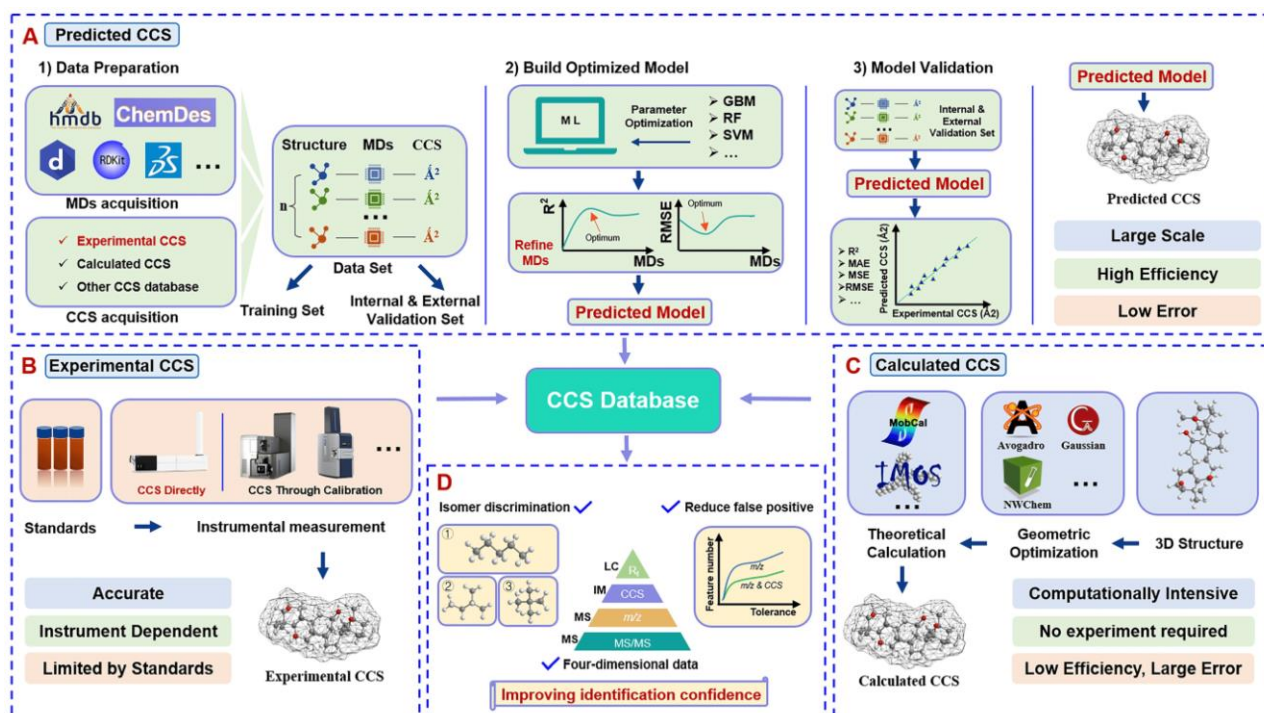 A Predicted CCS
1) Data Preparation
hmdb
ChemDes
d
RDKit
3DS
...
MDs acquisition
✓ Experimental CCS
✓ Calculated CCS
✓ Other CCS database
CCS acquisition
Structure MDs CCS
n
Å²
Å²
...
Å²
Data Set
Training Set
Internal & External
Validation Set
2) Build Optimized Model
ML
Parameter
Optimization
➢ GBM
➢ RF
➢ SVM
➢ ...
R²
Optimum
Refine
MDs
MDs
RMSE
Optimum
MDs
Predicted Model
3) Model Validation
Å²
Å²
...
Å²
Internal &
External
Validation Set
Predicted Model
➢ R²
➢ MAE
➢ MSE
➢ RMSE
➢ ...
Predicted CCS (Å2)
Experimental CCS (Å2)
Predicted Model
Predicted CCS
Large Scale
High Efficiency
Low Error
B Experimental CCS
CCS Directly
CCS Through Calibration
...
Standards
Instrumental measurement
Accurate
Instrument Dependent
Limited by Standards
Experimental CCS
CCS Database
D
Isomer discrimination ✓
✓ Reduce false positive
①
②
③
LC
Rt
IM
CCS
MS
m/z
MS
MS/MS
Feature number
m/z
m/z & CCS
Tolerance
✓ Four-dimensional data
Improving identification confidence
C Calculated CCS
MobCal
IMOS
...
Avogadro
Gaussian
NWChem
...
Theoretical
Calculation
Geometric
Optimization
3D Structure
Calculated CCS
Computationally Intensive
No experiment required
Low Efficiency, Large Error